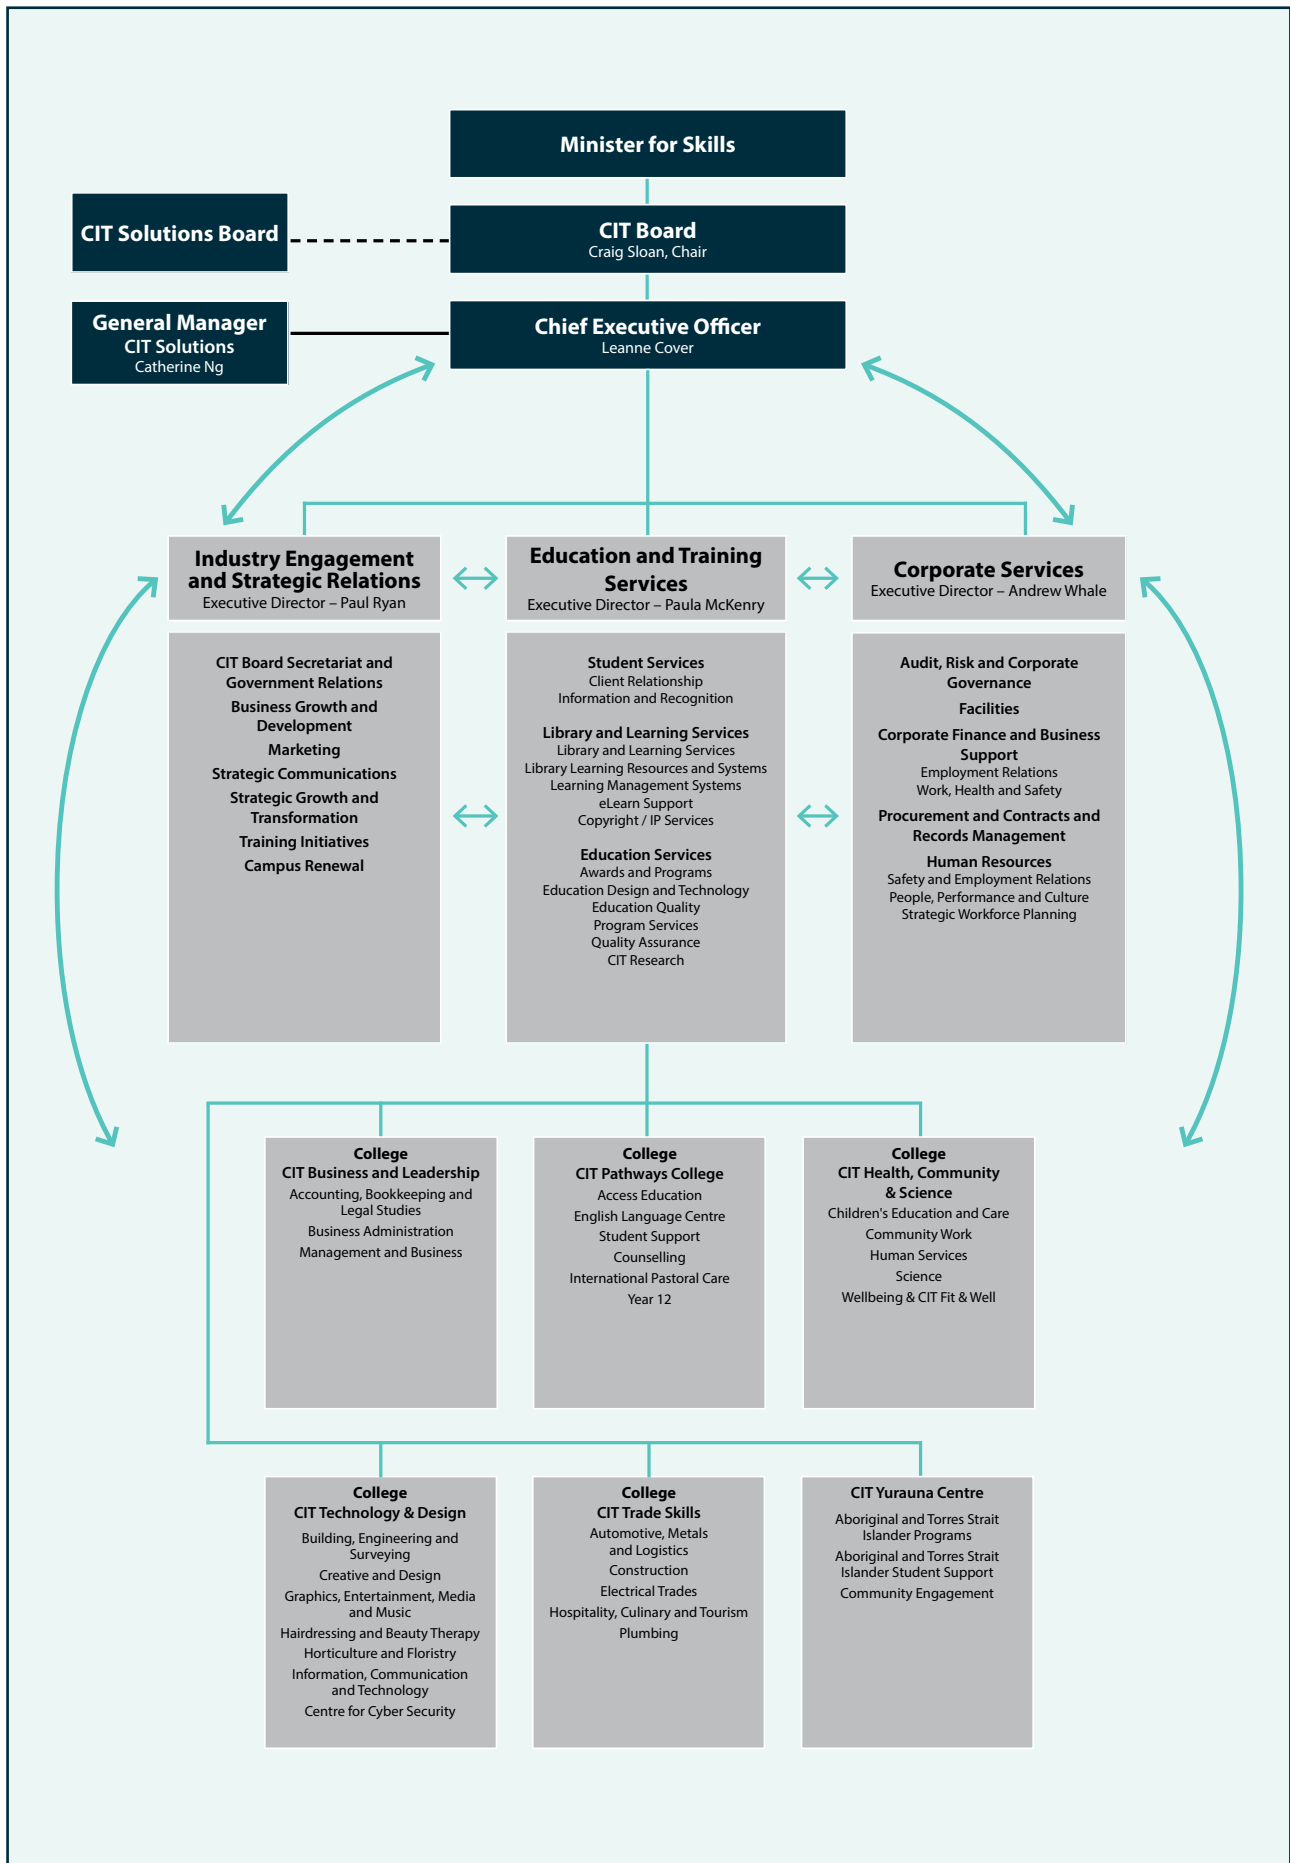 Minister for Skills
CIT Solutions Board
CIT Board
Craig Sloan, Chair
General Manager
CIT Solutions
Catherine Ng
Chief Executive Officer
Leanne Cover
Industry Engagement
and Strategic Relations
Executive Director – Paul Ryan
Education and Training
Services
Executive Director – Paula McKenry
Corporate Services
Executive Director – Andrew Whale
CIT Board Secretariat and
Government Relations
Business Growth and
Development
Marketing
Strategic Communications
Strategic Growth and
Transformation
Training Initiatives
Campus Renewal
Student Services
Client Relationship
Information and Recognition
Library and Learning Services
Library and Learning Services
Library Learning Resources and Systems
Learning Management Systems
eLearn Support
Copyright / IP Services
Education Services
Awards and Programs
Education Design and Technology
Education Quality
Program Services
Quality Assurance
CIT Research
Audit, Risk and Corporate
Governance
Facilities
Corporate Finance and Business
Support
Employment Relations
Work, Health and Safety
Procurement and Contracts and
Records Management
Human Resources
Safety and Employment Relations
People, Performance and Culture
Strategic Workforce Planning
College
CIT Business and Leadership
Accounting, Bookkeeping and
Legal Studies
Business Administration
Management and Business
College
CIT Pathways College
Access Education
English Language Centre
Student Support
Counselling
International Pastoral Care
Year 12
College
CIT Health, Community
& Science
Children's Education and Care
Community Work
Human Services
Science
Wellbeing & CIT Fit & Well
College
CIT Technology & Design
Building, Engineering and
Surveying
Creative and Design
Graphics, Entertainment, Media
and Music
Hairdressing and Beauty Therapy
Horticulture and Floristry
Information, Communication
and Technology
Centre for Cyber Security
College
CIT Trade Skills
Automotive, Metals
and Logistics
Construction
Electrical Trades
Hospitality, Culinary and Tourism
Plumbing
CIT Yurauna Centre
Aboriginal and Torres Strait
Islander Programs
Aboriginal and Torres Strait
Islander Student Support
Community Engagement